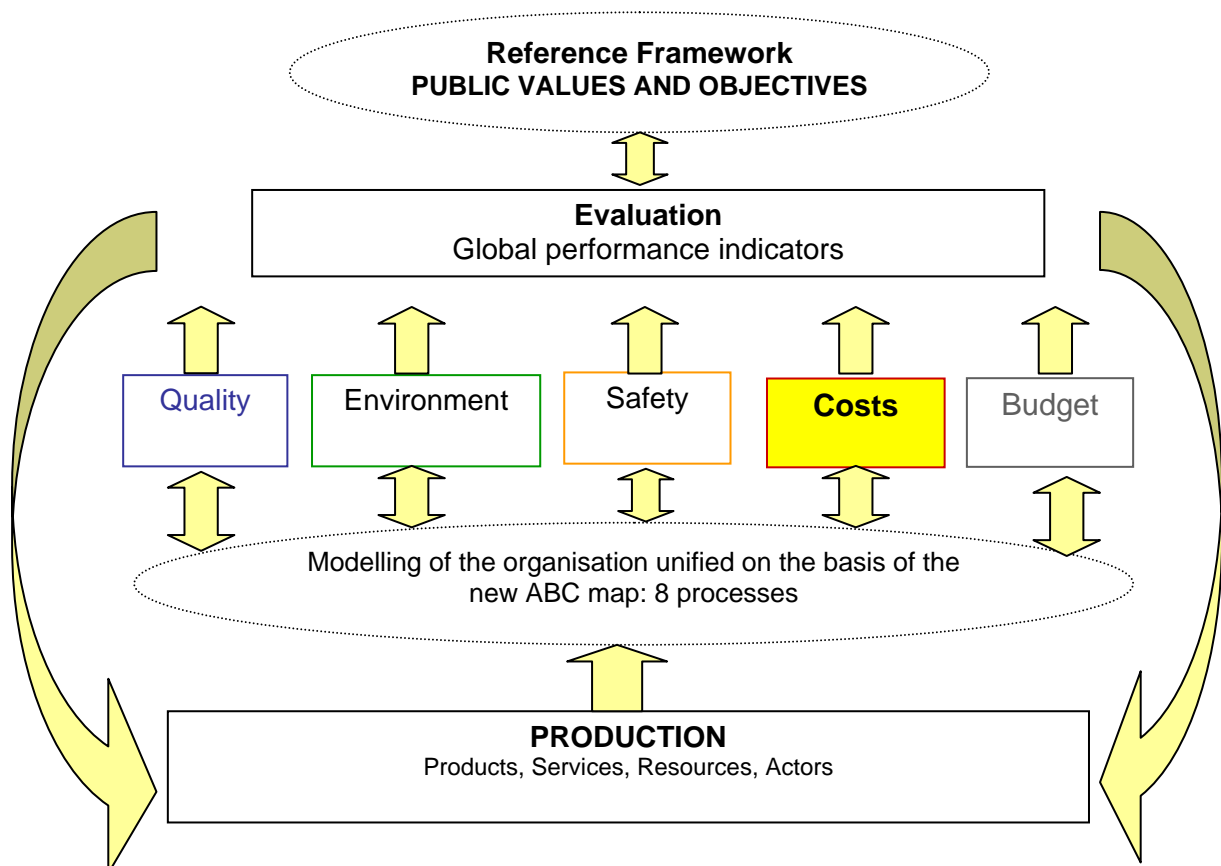 Reference Framework
PUBLIC VALUES AND OBJECTIVES
Evaluation
Global performance indicators
Quality
Environment
Safety
Costs
Budget
Modelling of the organisation unified on the basis of the
new ABC map: 8 processes
PRODUCTION
Products, Services, Resources, Actors